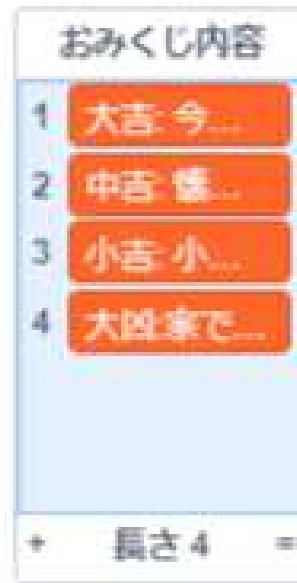 おみくじ内容
1 大吉: 今...
2 中吉: 懐...
3 小吉: 小...
4 大凶:家で...
+ 長さ 4 =